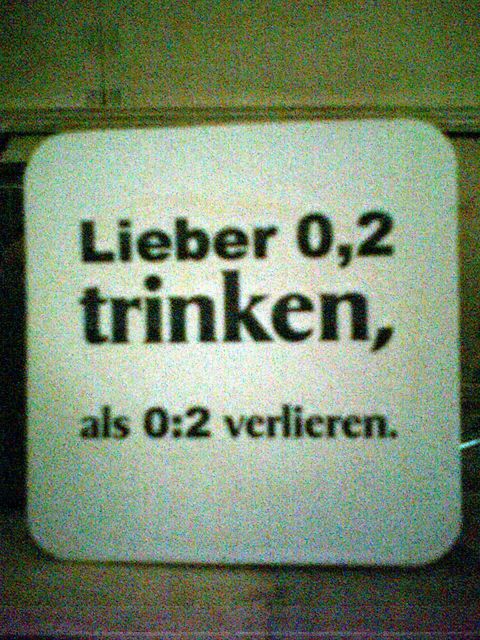 Lieber 0,2
trinken,
als 0:2 verlieren.